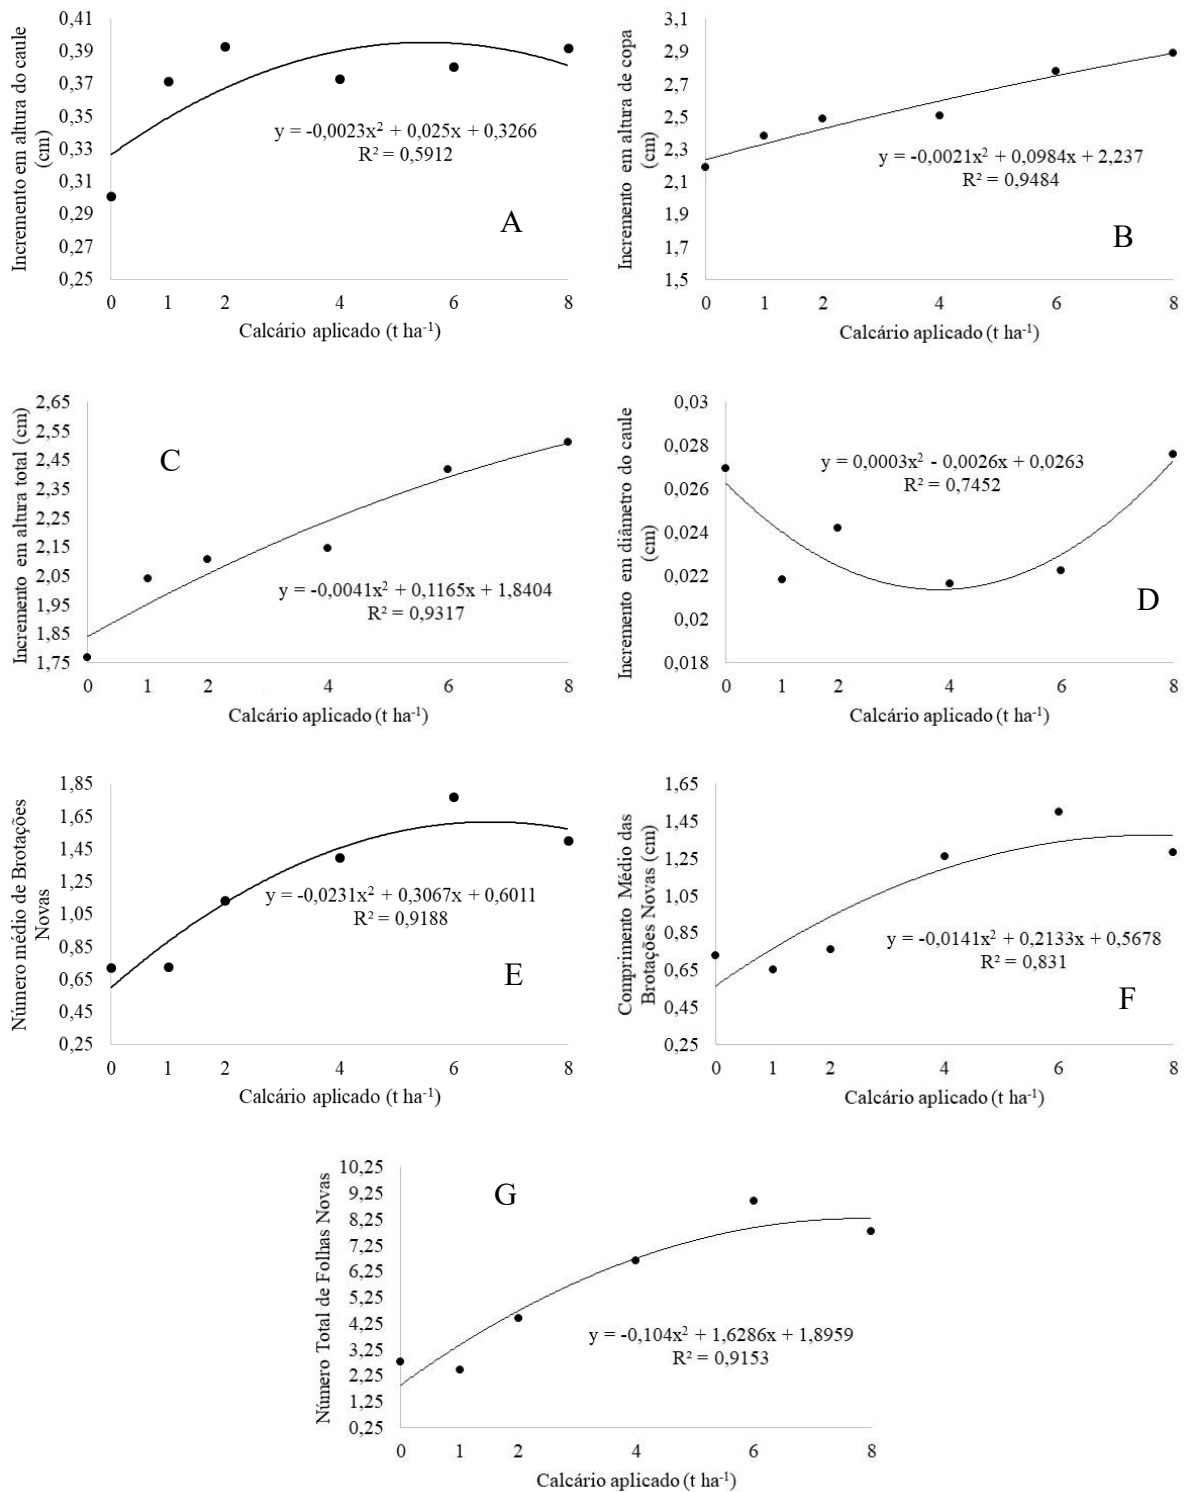 Incremento em altura do caule
(cm)
0,41
0,39
0,37
0,35
0,33
0,31
0,29
0,27
0,25
y = -0,0023x² + 0,025x + 0,3266
R² = 0,5912
A
0 1 2 4 6 8
Calcário aplicado (t ha⁻¹)
Incremento em altura de copa
(cm)
3,1
2,9
2,7
2,5
2,3
2,1
1,9
1,7
1,5
y = -0,0021x² + 0,0984x + 2,237
R² = 0,9484
B
0 1 2 4 6 8
Calcário aplicado (t ha⁻¹)
Incremento em altura total (cm)
2,65
2,55
2,45
2,35
2,25
2,15
2,05
1,95
1,85
1,75
C
y = -0,0041x² + 0,1165x + 1,8404
R² = 0,9317
0 1 2 4 6 8
Calcário aplicado (t ha⁻¹)
Incremento em diâmetro do caule
(cm)
0,03
0,028
0,026
0,024
0,022
0,02
0,018
y = 0,0003x² - 0,0026x + 0,0263
R² = 0,7452
D
0 1 2 4 6 8
Calcário aplicado (t ha⁻¹)
Número médio de Brotações
Novas
1,85
1,65
1,45
1,25
1,05
0,85
0,65
0,45
0,25
y = -0,0231x² + 0,3067x + 0,6011
R² = 0,9188
E
0 1 2 4 6 8
Calcário aplicado (t ha⁻¹)
Comprimento Médio das
Brotações Novas (cm)
1,65
1,45
1,25
1,05
0,85
0,65
0,45
0,25
y = -0,0141x² + 0,2133x + 0,5678
R² = 0,831
F
0 1 2 4 6 8
Calcário aplicado (t ha⁻¹)
Número Total de Folhas Novas
10,25
9,25
8,25
7,25
6,25
5,25
4,25
3,25
2,25
1,25
0,25
G
y = -0,104x² + 1,6286x + 1,8959
R² = 0,9153
0 1 2 4 6 8
Calcário aplicado (t ha⁻¹)